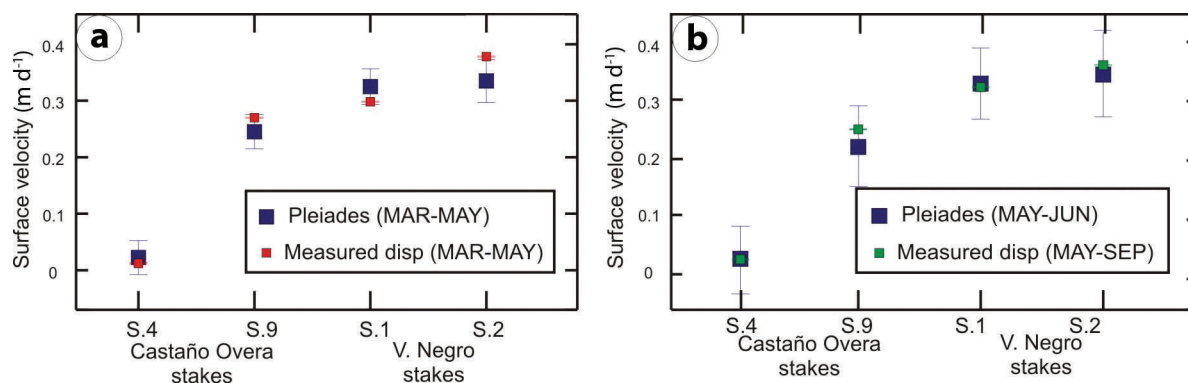 a
Surface velocity (m d⁻¹)
0.4
0.3
0.2
0.1
0
Pleiades (MAR-MAY)
Measured disp (MAR-MAY)
S.4 S.9 S.1 S.2
Castaño Overa stakes
V. Negro stakes
b
Surface velocity (m d⁻¹)
0.4
0.3
0.2
0.1
0
Pleiades (MAY-JUN)
Measured disp (MAY-SEP)
S.4 S.9 S.1 S.2
Castaño Overa stakes
V. Negro stakes